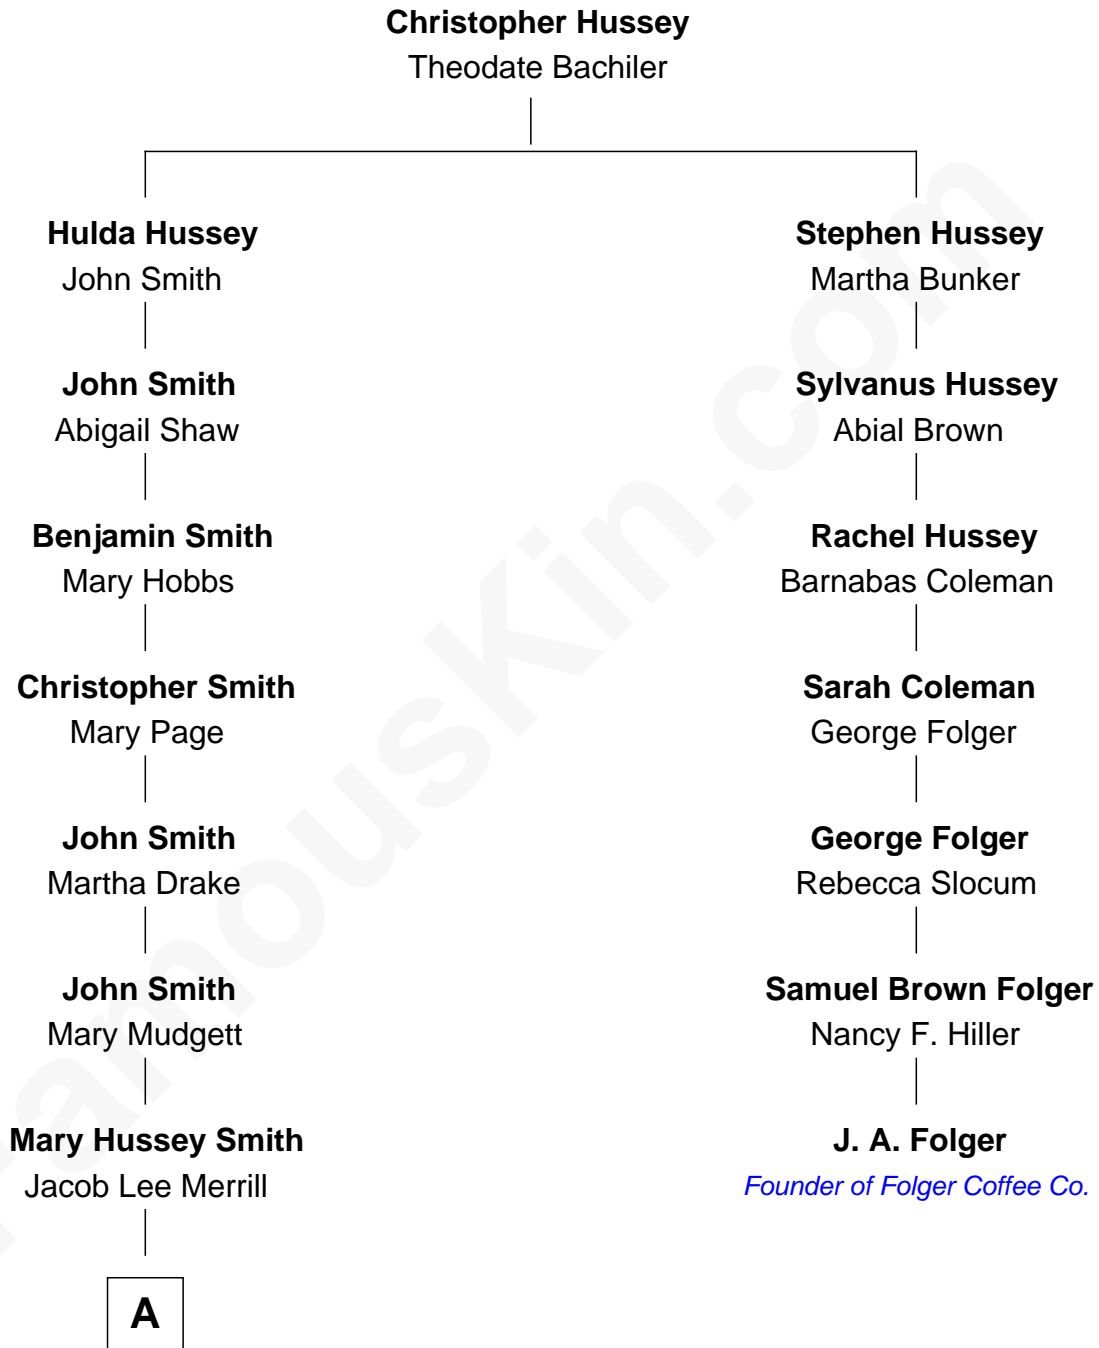 Christopher Hussey
Theodate Bachiler
Hulda Hussey
John Smith
Stephen Hussey
Martha Bunker
John Smith
Abigail Shaw
Sylvanus Hussey
Abial Brown
Benjamin Smith
Mary Hobbs
Rachel Hussey
Barnabas Coleman
Christopher Smith
Mary Page
Sarah Coleman
George Folger
John Smith
Martha Drake
George Folger
Rebecca Slocum
John Smith
Mary Mudgett
Samuel Brown Folger
Nancy F. Hiller
Mary Hussey Smith
Jacob Lee Merrill
J. A. Folger
Founder of Folger Coffee Co.
A
FamousKin.com